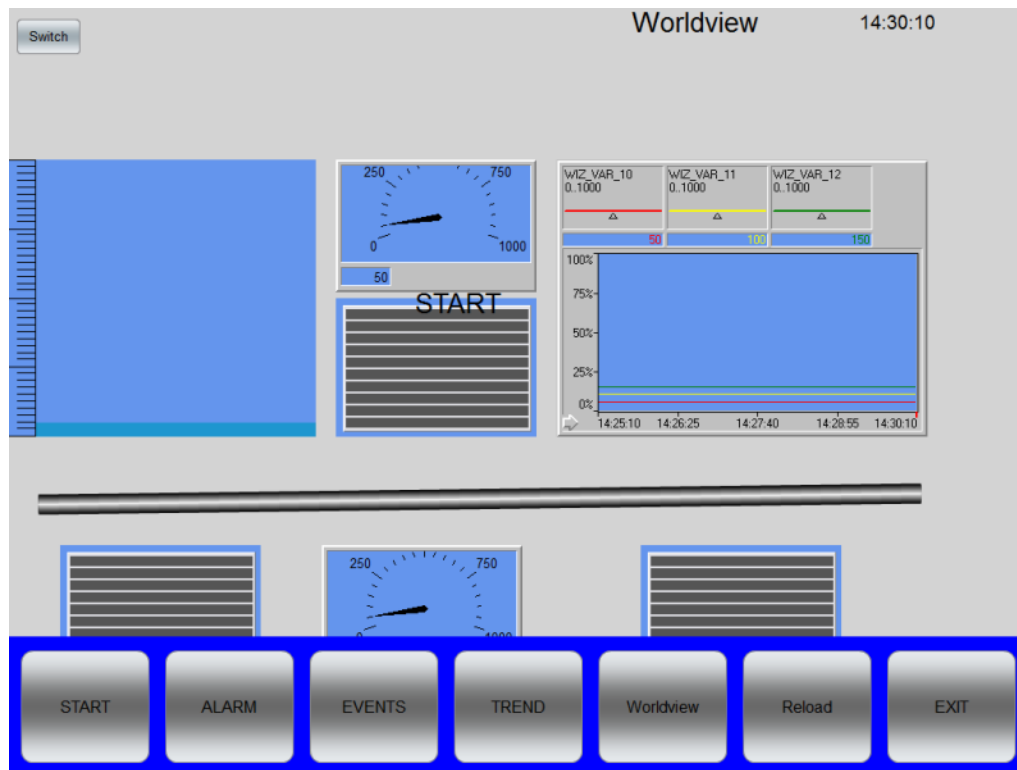 Switch
Worldview
14:30:10
250 750
0 1000
50
START
WIZ_VAR_10 WIZ_VAR_11 WIZ_VAR_12
0..1000 0..1000 0..1000
50 100 150
100%
75%
50%
25%
0%
14:25:10 14:26:25 14:27:40 14:28:55 14:30:10
250 750
0 1000
START ALARM EVENTS TREND Worldview Reload EXIT